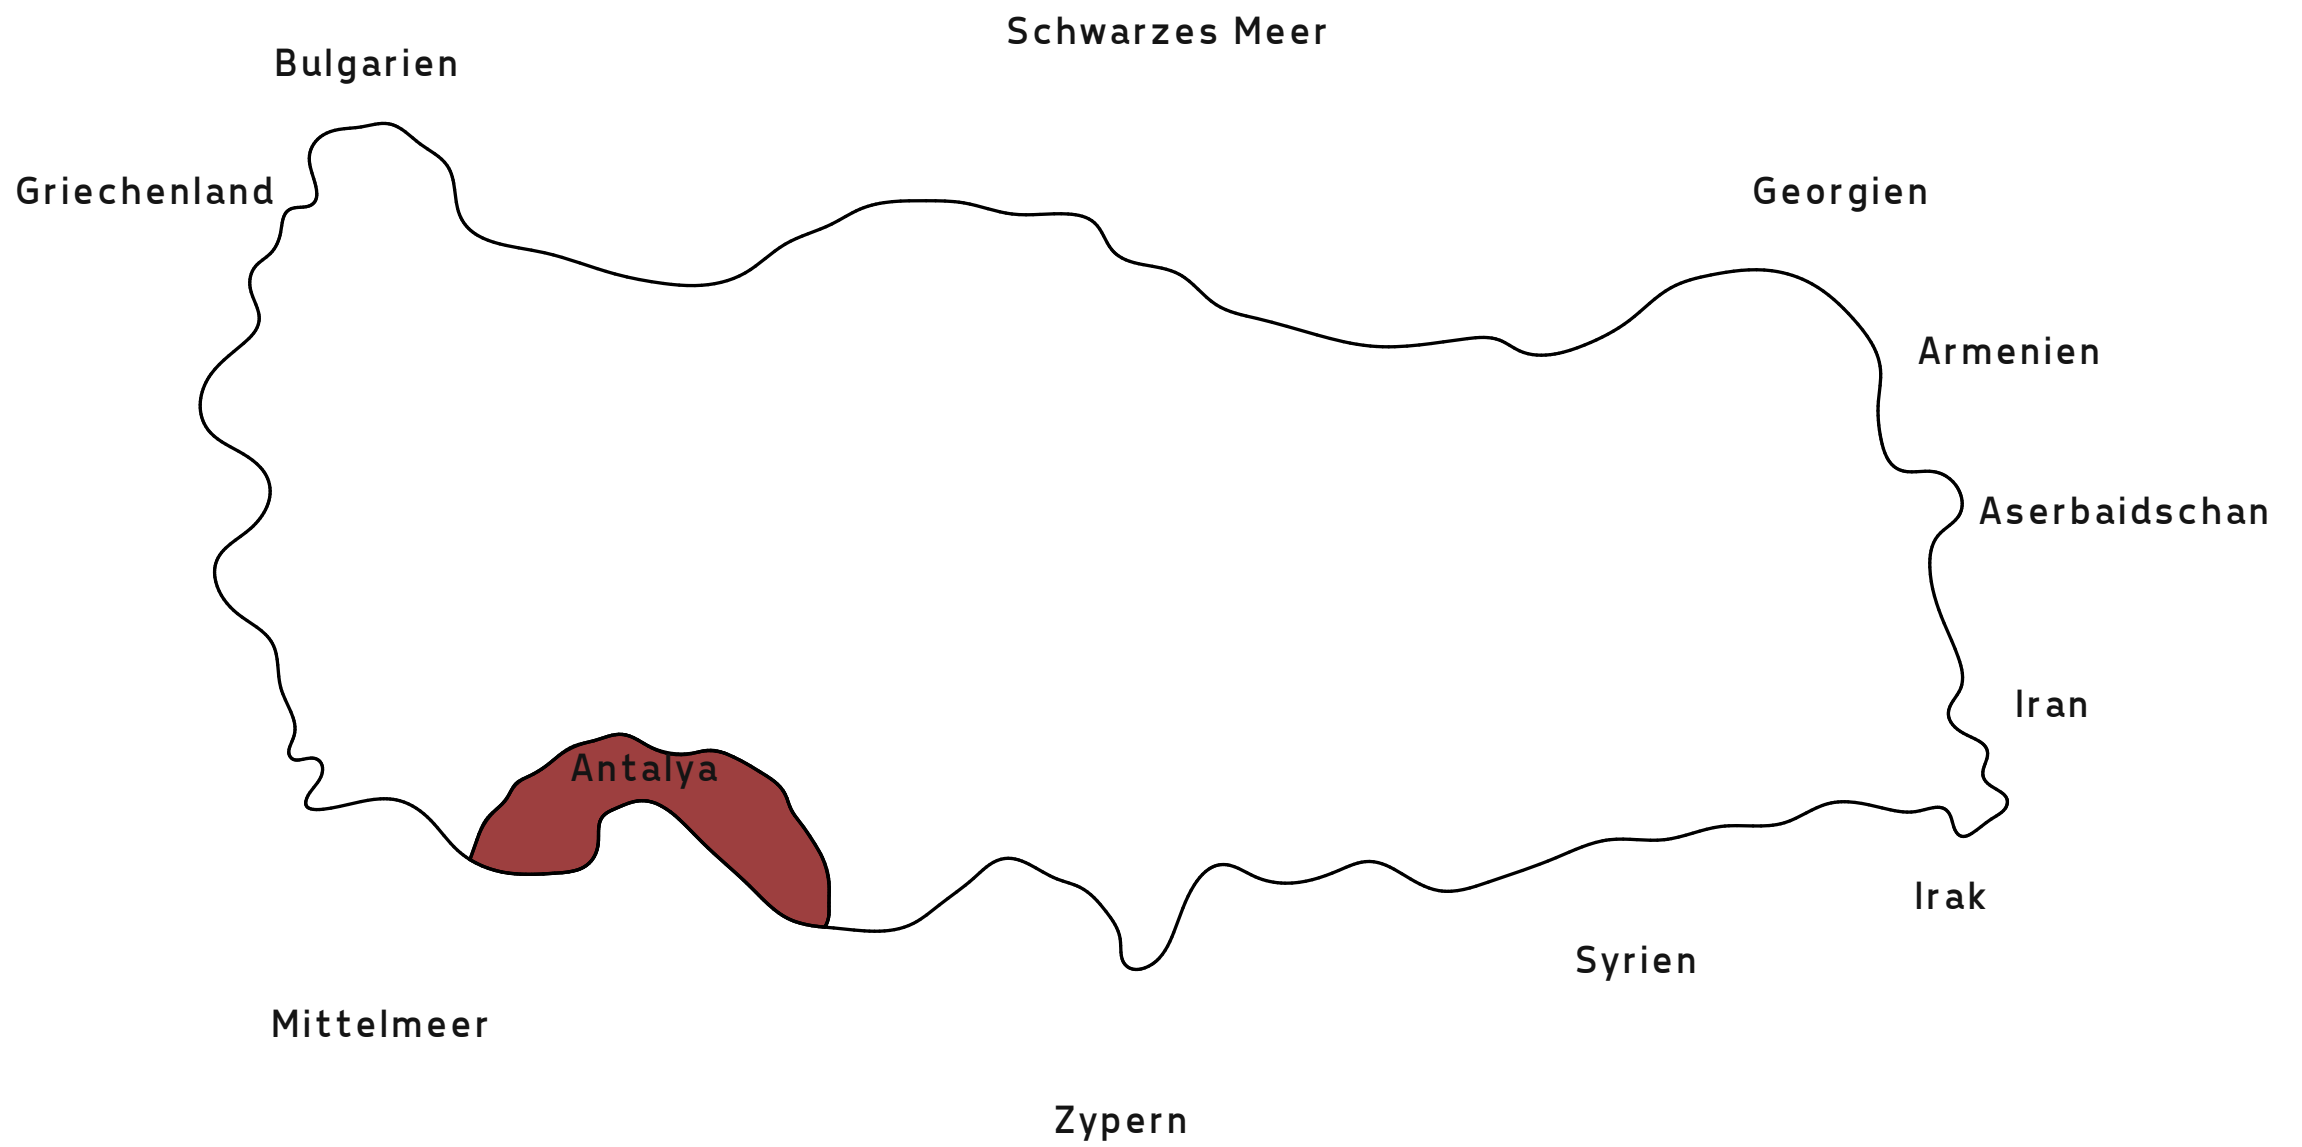 Schwarzes Meer
Bulgarien
Griechenland
Georgien
Armenien
Aserbaidschan
Iran
Antalya
Irak
Syrien
Mittelmeer
Zypern